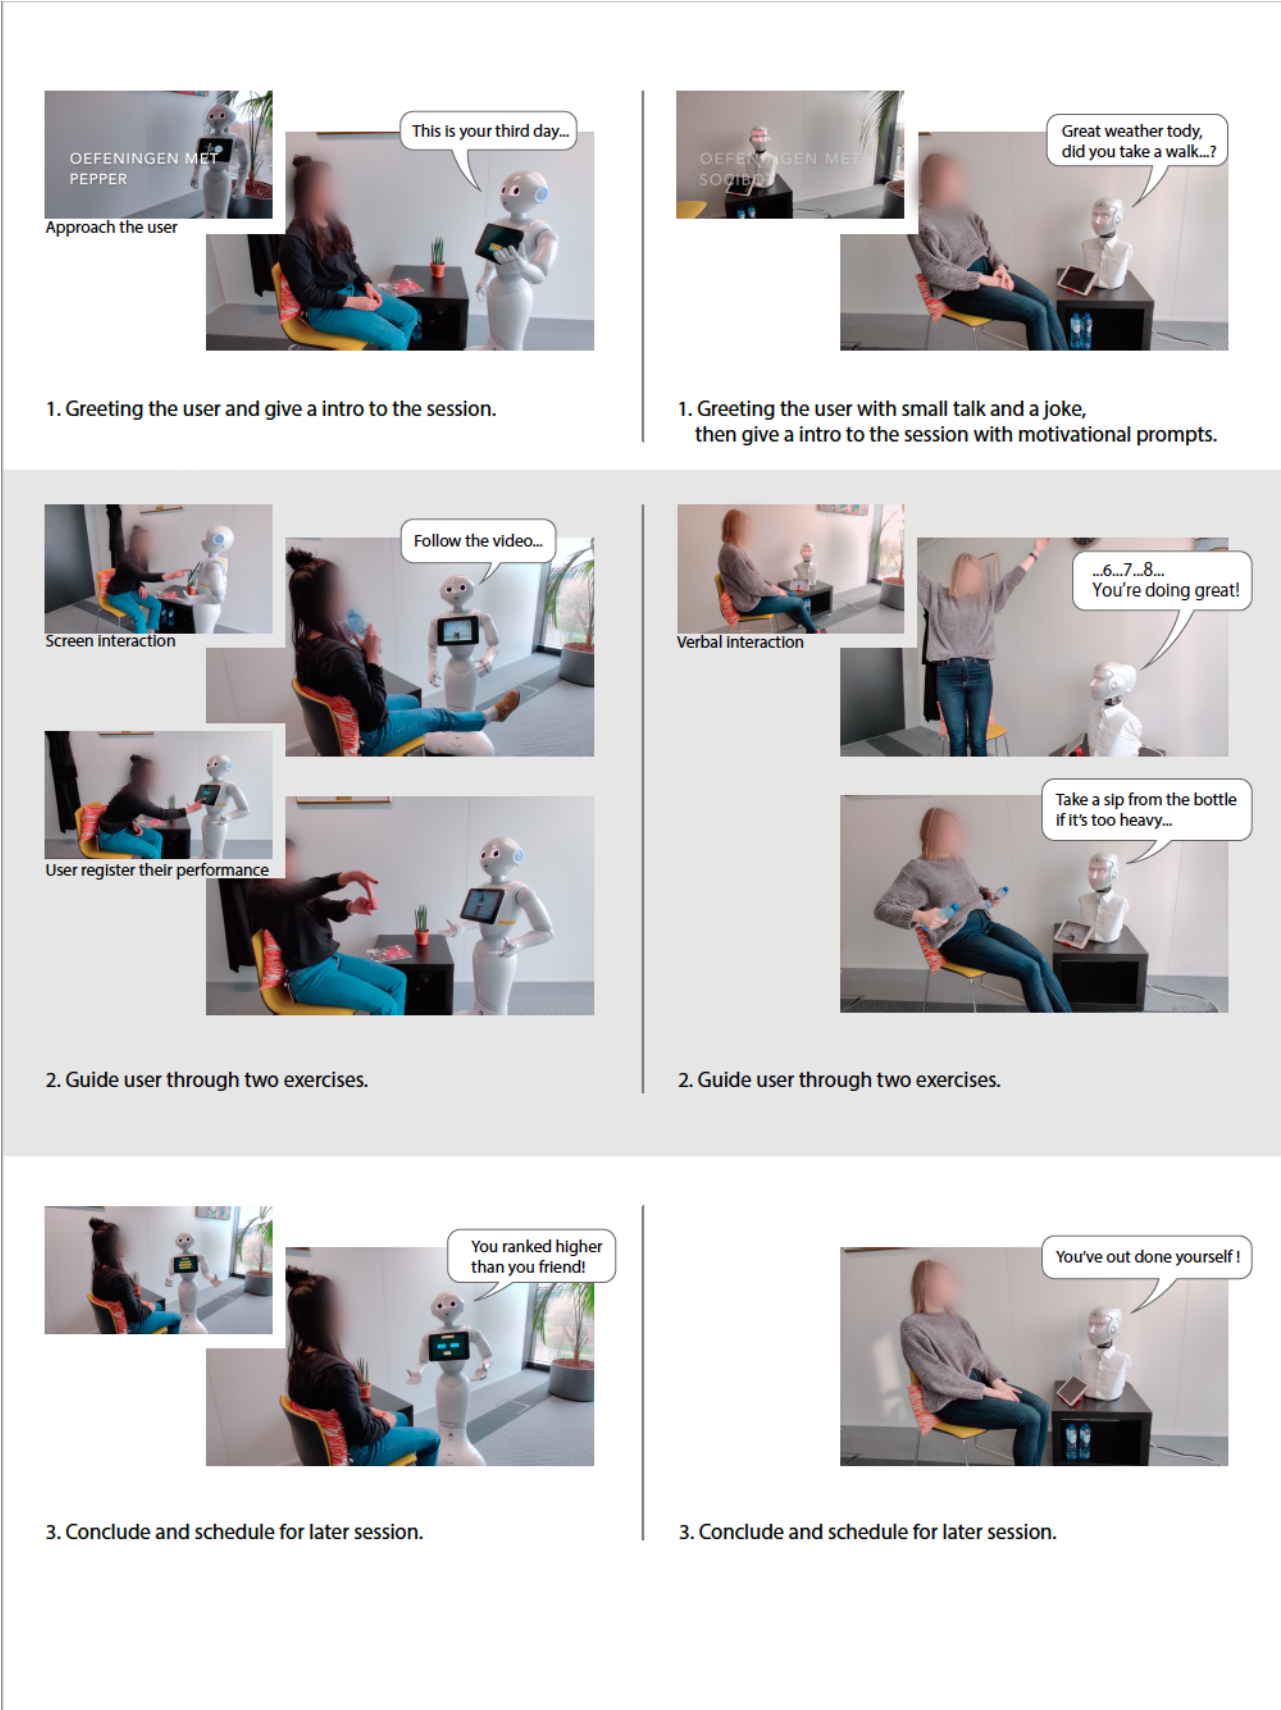 OEFENINGEN MET
PEPPER
This is your third day...
Approach the user
1. Greeting the user and give a intro to the session.
OEFENINGEN MET
SOCIBOT
Great weather tody,
did you take a walk...?
1. Greeting the user with small talk and a joke,
then give a intro to the session with motivational prompts.
Follow the video...
Screen interaction
User register their performance
2. Guide user through two exercises.
Verbal interaction
...6...7...8...
You're doing great!
Take a sip from the bottle
if it's too heavy...
2. Guide user through two exercises.
You ranked higher
than you friend!
3. Conclude and schedule for later session.
You've out done yourself !
3. Conclude and schedule for later session.